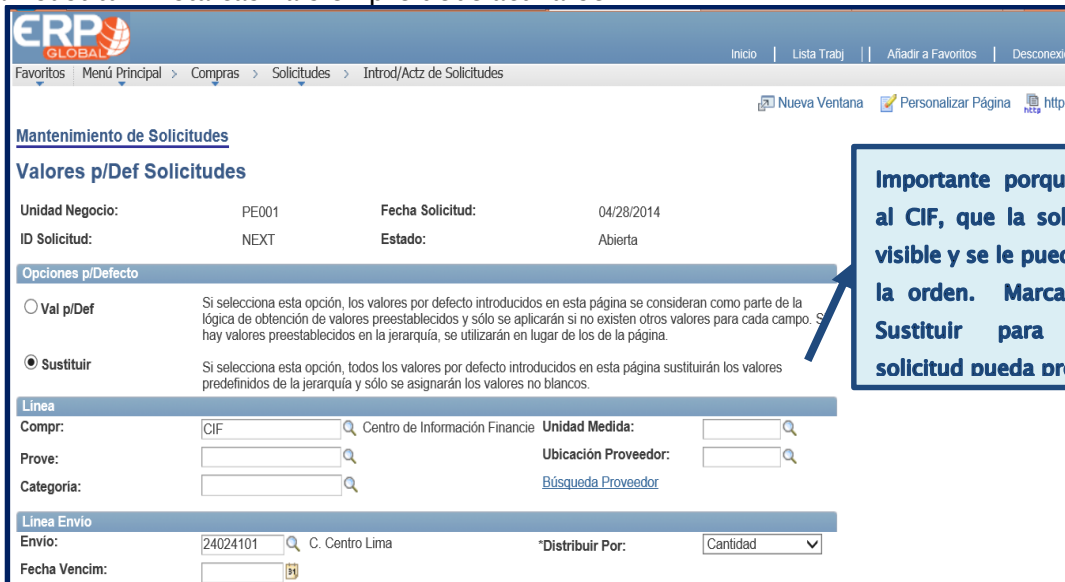 ERP
GLOBAL
Inicio | Lista Trabj || Añadir a Favoritos | Desconexi
Favoritos Menú Principal > Compras > Solicitudes > Introd/Actz de Solicitudes
Nueva Ventana Personalizar Página http
Mantenimiento de Solicitudes
Valores p/Def Solicitudes
Unidad Negocio: PE001 Fecha Solicitud: 04/28/2014
ID Solicitud: NEXT Estado: Abierta
Opciones p/Defecto
Val p/Def
Si selecciona esta opción, los valores por defecto introducidos en esta página se consideran como parte de la
lógica de obtención de valores preestablecidos y sólo se aplicarán si no existen otros valores para cada campo. S
hay valores preestablecidos en la jerarquía, se utilizarán en lugar de los de la página.
Sustituir
Si selecciona esta opción, todos los valores por defecto introducidos en esta página sustituirán los valores
predefinidos de la jerarquía y sólo se asignarán los valores no blancos.
Linea
Compr: CIF Centro de Información Financie Unidad Medida:
Prove: Ubicación Proveedor:
Categoría: Búsqueda Proveedor
Linea Envio
Envio: 24024101 C. Centro Lima *Distribuir Por: Cantidad
Fecha Vencim:
Importante porqu
al CIF, que la sol
visible y se le pued
la orden. Marca
Sustituir para
solicitud pueda pr